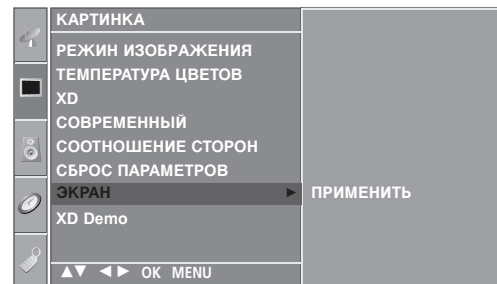 КАРТИНКА
РЕЖИН ИЗОБРАЖЕНИЯ
ТЕМПЕРАТУРА ЦВЕТОВ
XD
СОВРЕМЕННЫЙ
СООТНОШЕНИЕ СТОРОН
СБРОС ПАРАМЕТРОВ
ЭКРАН ► ПРИМЕНИТЬ
XD Demo
▲▼ ◄► OK MENU